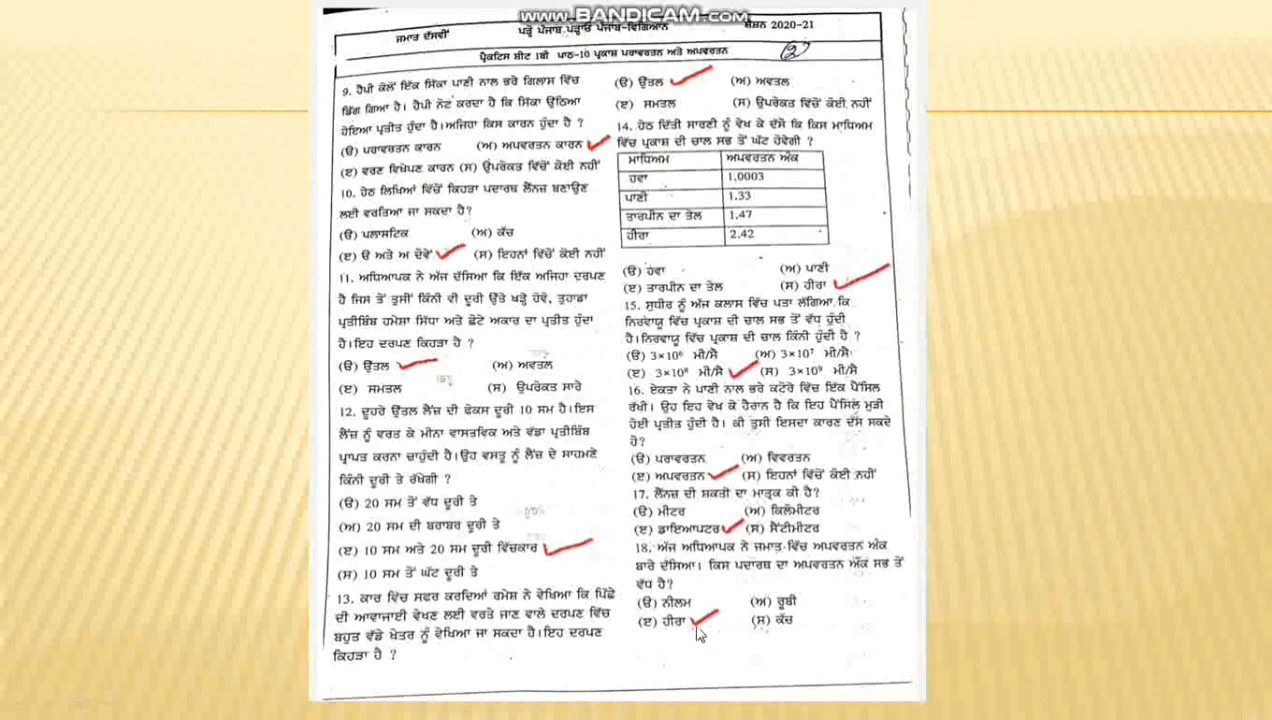 www.BANDICAM.com
ਜਮਾਤ ਦਸਵੀਂ
ਪੜ੍ਹੋ ਪੰਜਾਬ ਪੜ੍ਹਾਓ ਪੰਜਾਬ-ਵਿਗਿਆਨ
ਸ਼ੈਸ਼ਨ 2020-21
ਪ੍ਰੈਕਟਿਸ ਸ਼ੀਟ 1ਬੀ ਪਾਠ-10 ਪ੍ਰਕਾਸ਼ ਪਰਾਵਰਤਨ ਅਤੇ ਅਪਵਰਤਨ
2
9. ਹੈਪੀ ਕੋਲੋਂ ਇੱਕ ਸਿੱਕਾ ਪਾਣੀ ਨਾਲ ਭਰੇ ਗਿਲਾਸ ਵਿੱਚ
ਡਿੱਗ ਗਿਆ ਹੈ। ਹੈਪੀ ਨੋਟ ਕਰਦਾ ਹੈ ਕਿ ਸਿੱਕਾ ਉਠਿਆ
ਹੋਇਆ ਪ੍ਰਤੀਤ ਹੁੰਦਾ ਹੈ।ਅਜਿਹਾ ਕਿਸ ਕਾਰਨ ਹੁੰਦਾ ਹੈ ?
(ੳ) ਪਰਾਵਰਤਨ ਕਾਰਨ (ਅ) ਅਪਵਰਤਨ ਕਾਰਨ
(ੲ) ਵਰਣ ਵਿਖੇਪਣ ਕਾਰਨ (ਸ) ਉਪਰੋਕਤ ਵਿੱਚੋਂ ਕੋਈ ਨਹੀਂ
10. ਹੇਠ ਲਿਖਿਆਂ ਵਿੱਚੋਂ ਕਿਹੜਾ ਪਦਾਰਥ ਲੈੱਨਜ਼ ਬਣਾਉਣ
ਲਈ ਵਰਤਿਆ ਜਾ ਸਕਦਾ ਹੈ?
(ੳ) ਪਲਾਸਟਿਕ (ਅ) ਕੱਚ
(ੲ) ੳ ਅਤੇ ਅ ਦੋਵੇਂ (ਸ) ਇਹਨਾਂ ਵਿੱਚੋਂ ਕੋਈ ਨਹੀਂ
11. ਅਧਿਆਪਕ ਨੇ ਅੱਜ ਦੱਸਿਆ ਕਿ ਇੱਕ ਅਜਿਹਾ ਦਰਪਣ
ਹੈ ਜਿਸ ਤੋਂ ਤੁਸੀਂ ਕਿੰਨੀ ਵੀ ਦੂਰੀ ਉਤੇ ਖੜ੍ਹੇ ਹੋਵੋ, ਤੁਹਾਡਾ
ਪ੍ਰਤੀਬਿੰਬ ਹਮੇਸ਼ਾ ਸਿੱਧਾ ਅਤੇ ਛੋਟੇ ਅਕਾਰ ਦਾ ਪ੍ਰਤੀਤ ਹੁੰਦਾ
ਹੈ।ਇਹ ਦਰਪਣ ਕਿਹੜਾ ਹੈ ?
(ੳ) ਉੱਤਲ (ਅ) ਅਵਤਲ
(ੲ) ਸਮਤਲ (ਸ) ਉਪਰੋਕਤ ਸਾਰੇ
12. ਦੂਹਰੇ ਉੱਤਲ ਲੈਂਜ਼ ਦੀ ਫੋਕਸ ਦੂਰੀ 10 ਸਮ ਹੈ।ਇਸ
ਲੈਂਜ਼ ਨੂੰ ਵਰਤ ਕੇ ਮੀਨਾ ਵਾਸਤਵਿਕ ਅਤੇ ਵੱਡਾ ਪ੍ਰਤੀਬਿੰਬ
ਪ੍ਰਾਪਤ ਕਰਨਾ ਚਾਹੁੰਦੀ ਹੈ।ਉਹ ਵਸਤੂ ਨੂੰ ਲੈਂਜ਼ ਦੇ ਸਾਹਮਣੇ
ਕਿੰਨੀ ਦੂਰੀ ਤੇ ਰੱਖੇਗੀ ?
(ੳ) 20 ਸਮ ਤੋਂ ਵੱਧ ਦੂਰੀ ਤੇ
(ਅ) 20 ਸਮ ਦੀ ਬਰਾਬਰ ਦੂਰੀ ਤੇ
(ੲ) 10 ਸਮ ਅਤੇ 20 ਸਮ ਦੂਰੀ ਵਿੱਚਕਾਰ
(ਸ) 10 ਸਮ ਤੋਂ ਘੱਟ ਦੂਰੀ ਤੇ
13. ਕਾਰ ਵਿੱਚ ਸਫਰ ਕਰਦਿਆਂ ਰਮੇਸ਼ ਨੇ ਵੇਖਿਆ ਕਿ ਪਿੱਛੇ
ਦੀ ਆਵਾਜਾਈ ਵੇਖਣ ਲਈ ਵਰਤੇ ਜਾਣ ਵਾਲੇ ਦਰਪਣ ਵਿੱਚ
ਬਹੁਤ ਵੱਡੇ ਖੇਤਰ ਨੂੰ ਵੇਖਿਆ ਜਾ ਸਕਦਾ ਹੈ।ਇਹ ਦਰਪਣ
ਕਿਹੜਾ ਹੈ ?
(ੳ) ਉਤਲ (ਅ) ਅਵਤਲ
(ੲ) ਸਮਤਲ (ਸ) ਉਪਰੋਕਤ ਵਿੱਚੋਂ ਕੋਈ ਨਹੀਂ
14. ਹੇਠ ਦਿੱਤੀ ਸਾਰਣੀ ਨੂੰ ਵੇਖ ਕੇ ਦੱਸੋ ਕਿ ਕਿਸ ਮਾਧਿਅਮ
ਵਿੱਚ ਪ੍ਰਕਾਸ਼ ਦੀ ਚਾਲ ਸਭ ਤੋਂ ਘੱਟ ਹੋਵੇਗੀ ?
ਮਾਧਿਅਮ ਅਪਵਰਤਨ ਅੰਕ
ਹਵਾ 1.0003
ਪਾਣੀ 1.33
ਤਾਰਪੀਨ ਦਾ ਤੇਲ 1.47
ਹੀਰਾ 2.42
(ੳ) ਹਵਾ (ਅ) ਪਾਣੀ
(ੲ) ਤਾਰਪੀਨ ਦਾ ਤੇਲ (ਸ) ਹੀਰਾ
15. ਸੁਧੀਰ ਨੂੰ ਅੱਜ ਕਲਾਸ ਵਿੱਚ ਪਤਾ ਲੱਗਿਆ ਕਿ
ਨਿਰਵਾਯੂ ਵਿੱਚ ਪ੍ਰਕਾਸ਼ ਦੀ ਚਾਲ ਸਭ ਤੋਂ ਵੱਧ ਹੁੰਦੀ
ਹੈ।ਨਿਰਵਾਯੂ ਵਿੱਚ ਪ੍ਰਕਾਸ਼ ਦੀ ਚਾਲ ਕਿੰਨੀ ਹੁੰਦੀ ਹੈ ?
(ੳ) 3×10⁶ ਮੀ/ਸੈ (ਅ) 3×10⁷ ਮੀ/ਸੈ
(ੲ) 3×10⁸ ਮੀ/ਸੈ (ਸ) 3×10⁹ ਮੀ/ਸੈ
16. ਏਕਤਾ ਨੇ ਪਾਣੀ ਨਾਲ ਭਰੇ ਕਟੋਰੇ ਵਿੱਚ ਇੱਕ ਪੈਂਸਿਲ
ਰੱਖੀ। ਉਹ ਇਹ ਵੇਖ ਕੇ ਹੈਰਾਨ ਹੈ ਕਿ ਇਹ ਪੈਂਸਿਲ ਮੁੜੀ
ਹੋਈ ਪ੍ਰਤੀਤ ਹੁੰਦੀ ਹੈ। ਕੀ ਤੁਸੀ ਇਸਦਾ ਕਾਰਣ ਦੱਸ ਸਕਦੇ
ਹੋ?
(ੳ) ਪਰਾਵਰਤਨ (ਅ) ਵਿਵਰਤਨ
(ੲ) ਅਪਵਰਤਨ (ਸ) ਇਹਨਾਂ ਵਿੱਚੋਂ ਕੋਈ ਨਹੀਂ
17. ਲੈੱਨਜ਼ ਦੀ ਸ਼ਕਤੀ ਦਾ ਮਾਤ੍ਰਕ ਕੀ ਹੈ?
(ੳ) ਮੀਟਰ (ਅ) ਕਿਲੋਮੀਟਰ
(ੲ) ਡਾਇਆਪਟਰ (ਸ) ਸੈਂਟੀਮੀਟਰ
18. ਅੱਜ ਅਧਿਆਪਕ ਨੇ ਜਮਾਤ ਵਿੱਚ ਅਪਵਰਤਨ ਅੰਕ
ਬਾਰੇ ਦੱਸਿਆ। ਕਿਸ ਪਦਾਰਥ ਦਾ ਅਪਵਰਤਨ ਅੰਕ ਸਭ ਤੋਂ
ਵੱਧ ਹੈ?
(ੳ) ਨੀਲਮ (ਅ) ਰੂਬੀ
(ੲ) ਹੀਰਾ (ਸ) ਕੱਚ